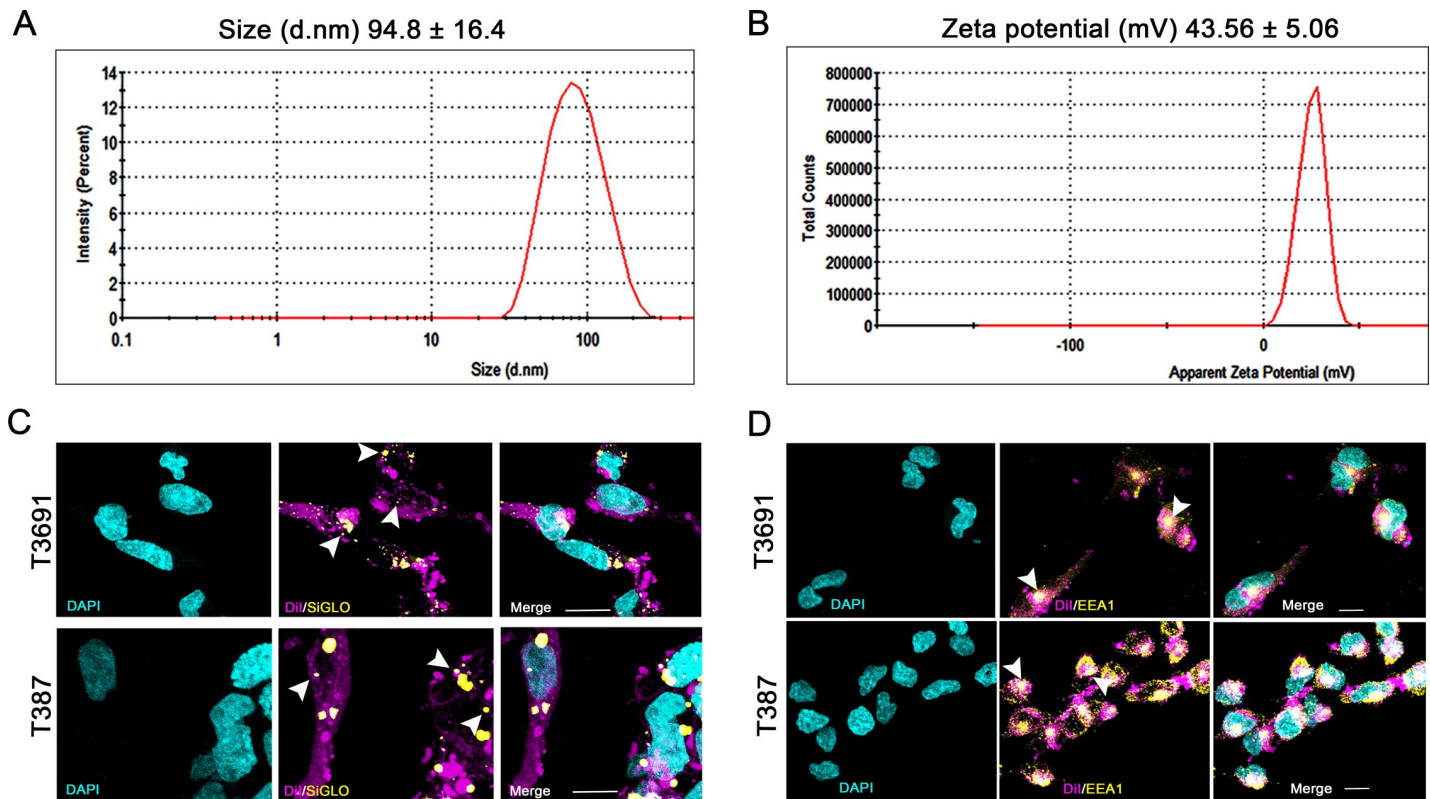 A
Size (d.nm) 94.8 ± 16.4
Intensity (Percent)
14
12
10
8
6
4
2
0
0.1
1
10
100
Size (d.nm)
B
Zeta potential (mV) 43.56 ± 5.06
Total Counts
800000
700000
600000
500000
400000
300000
200000
100000
0
-100
0
Apparent Zeta Potential (mV)
C
T3691
DAPI
DiI/SiGLO
Merge
T387
DAPI
DiI/SiGLO
Merge
D
T3691
DAPI
DiI/EEA1
Merge
T387
DAPI
DiI/EEA1
Merge